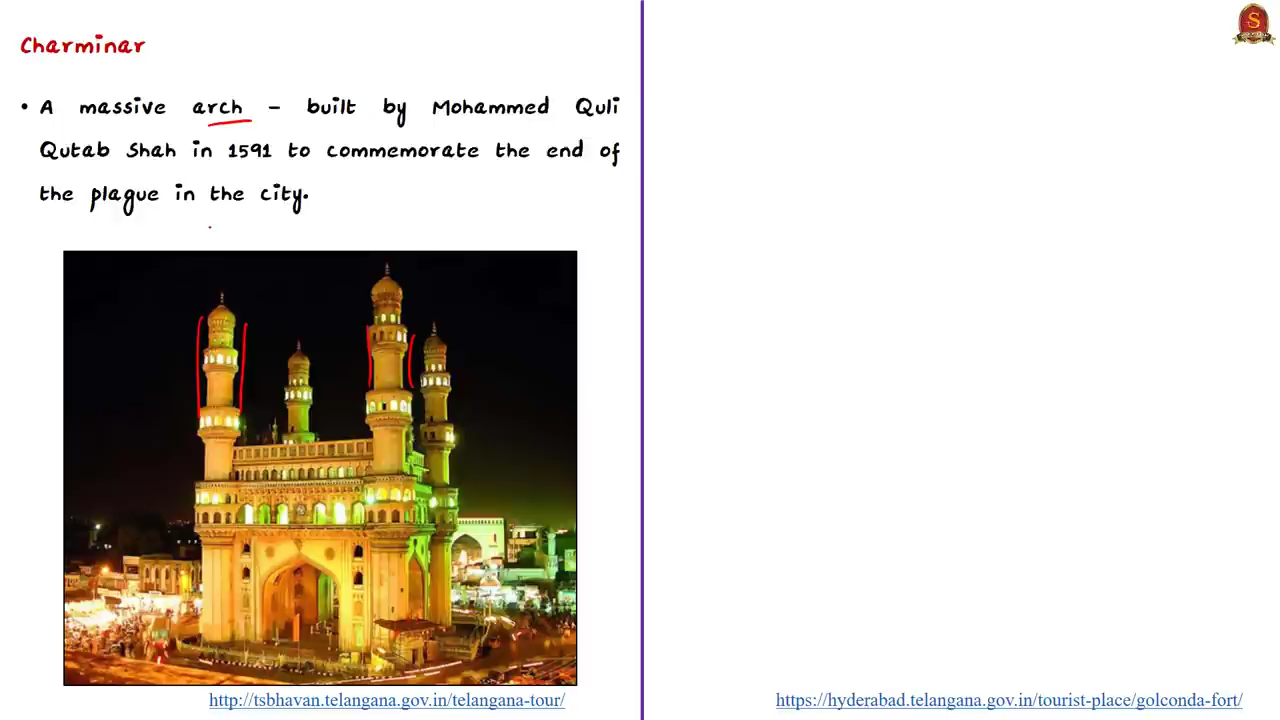 Charminar
• A massive arch - built by Mohammed Quli
Qutab Shah in 1591 to commemorate the end of
the plague in the city.
http://tsbhavan.telangana.gov.in/telangana-tour/
https://hyderabad.telangana.gov.in/tourist-place/golconda-fort/
S